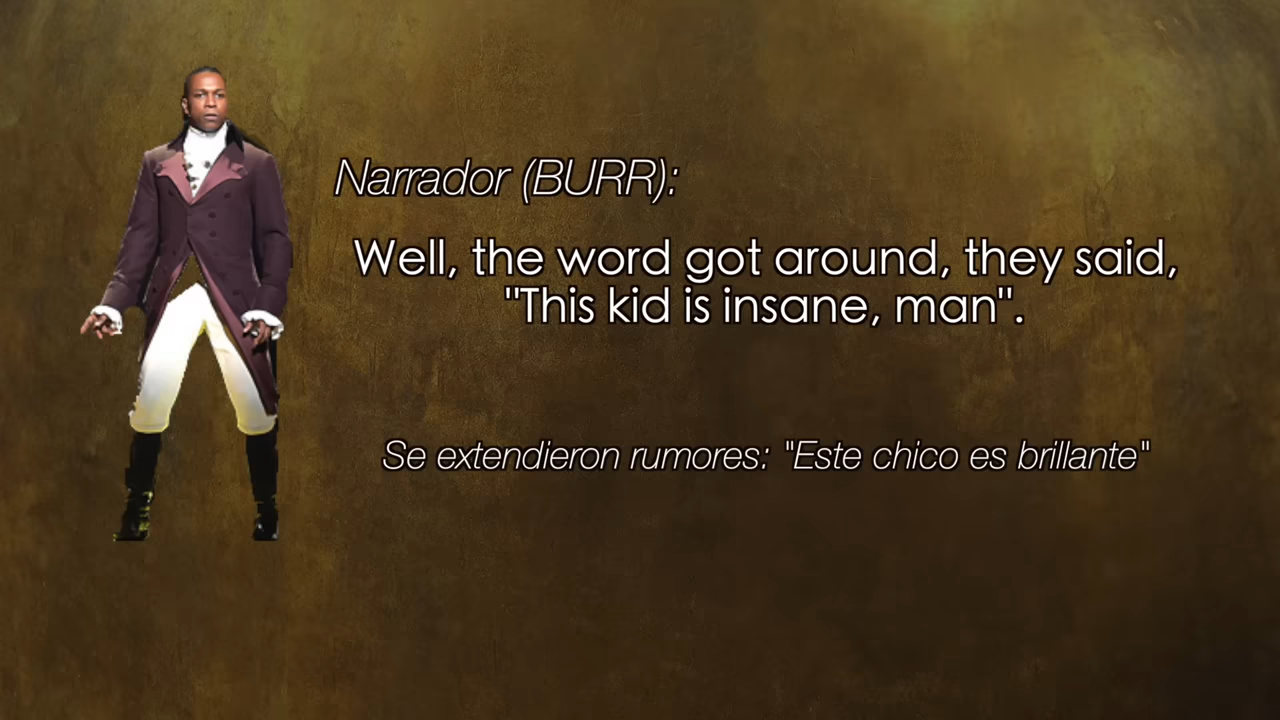 Narrador (BURR):
Well, the word got around, they said,
"This kid is insane, man".
Se extendieron rumores: "Este chico es brillante"